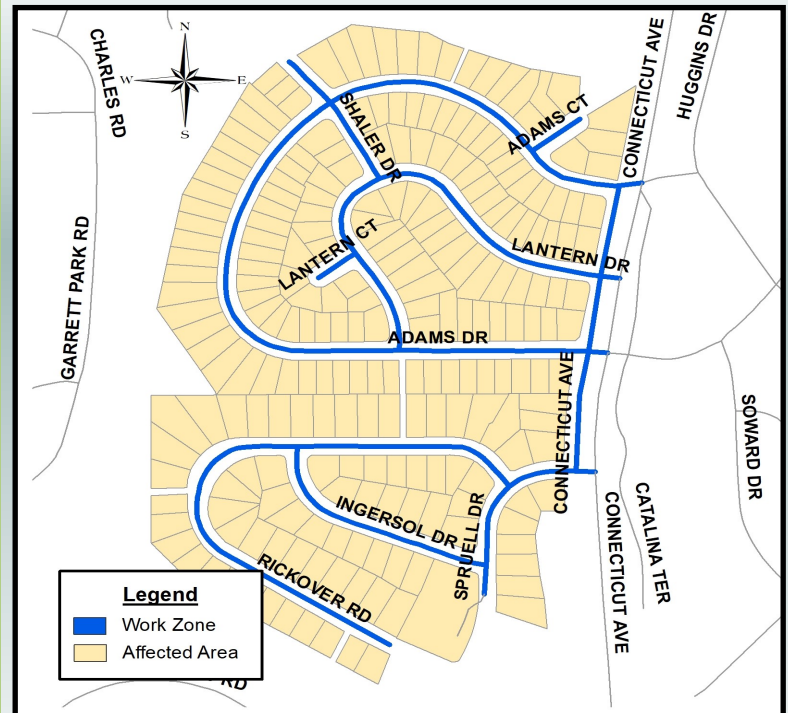 N
W
E
S
CHARLES RD
GARRETT PARK RD
SHALER DR
ADAMS CT
CONNECTICUT AVE
HUGGINS DR
LANTERN CT
LANTERN DR
ADAMS DR
CONNECTICUT AVE
SOWARD DR
INGERSOL DR
SPRUELL DR
CATALINA TER
CONNECTICUT AVE
RICKOVER RD
Legend
Work Zone
Affected Area
RD